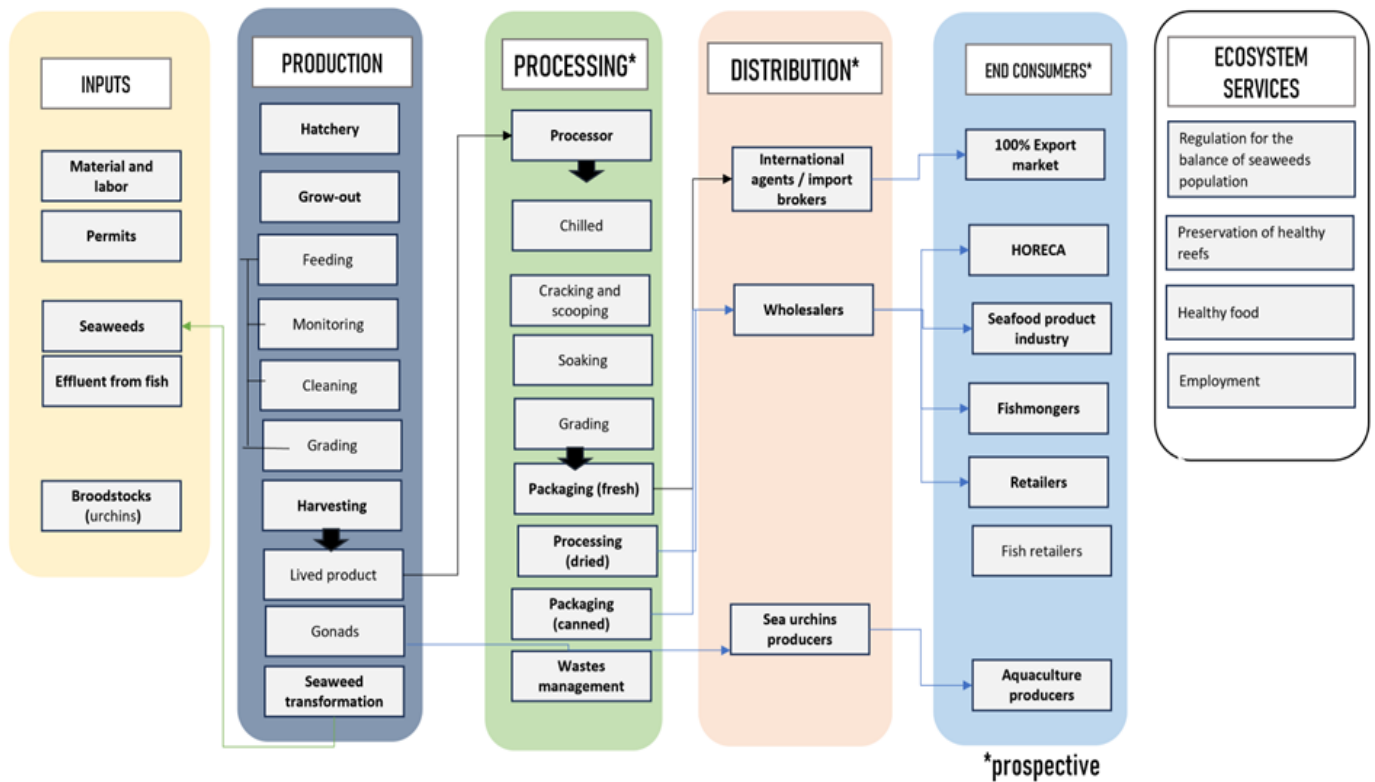 INPUTS
Material and
labor
Permits
Seaweeds
Effluent from fish
Broodstocks
(urchins)
PRODUCTION
Hatchery
Grow-out
Feeding
Monitoring
Cleaning
Grading
Harvesting
Lived product
Gonads
Seaweed
transformation
PROCESSING*
Processor
Chilled
Cracking and
scooping
Soaking
Grading
Packaging (fresh)
Processing
(dried)
Packaging
(canned)
Wastes
management
DISTRIBUTION*
International
agents / import
brokers
Wholesalers
Sea urchins
producers
END CONSUMERS*
100% Export
market
HORECA
Seafood product
industry
Fishmongers
Retailers
Fish retailers
Aquaculture
producers
*prospective
ECOSYSTEM
SERVICES
Regulation for the
balance of seaweeds
population
Preservation of healthy
reefs
Healthy food
Employment